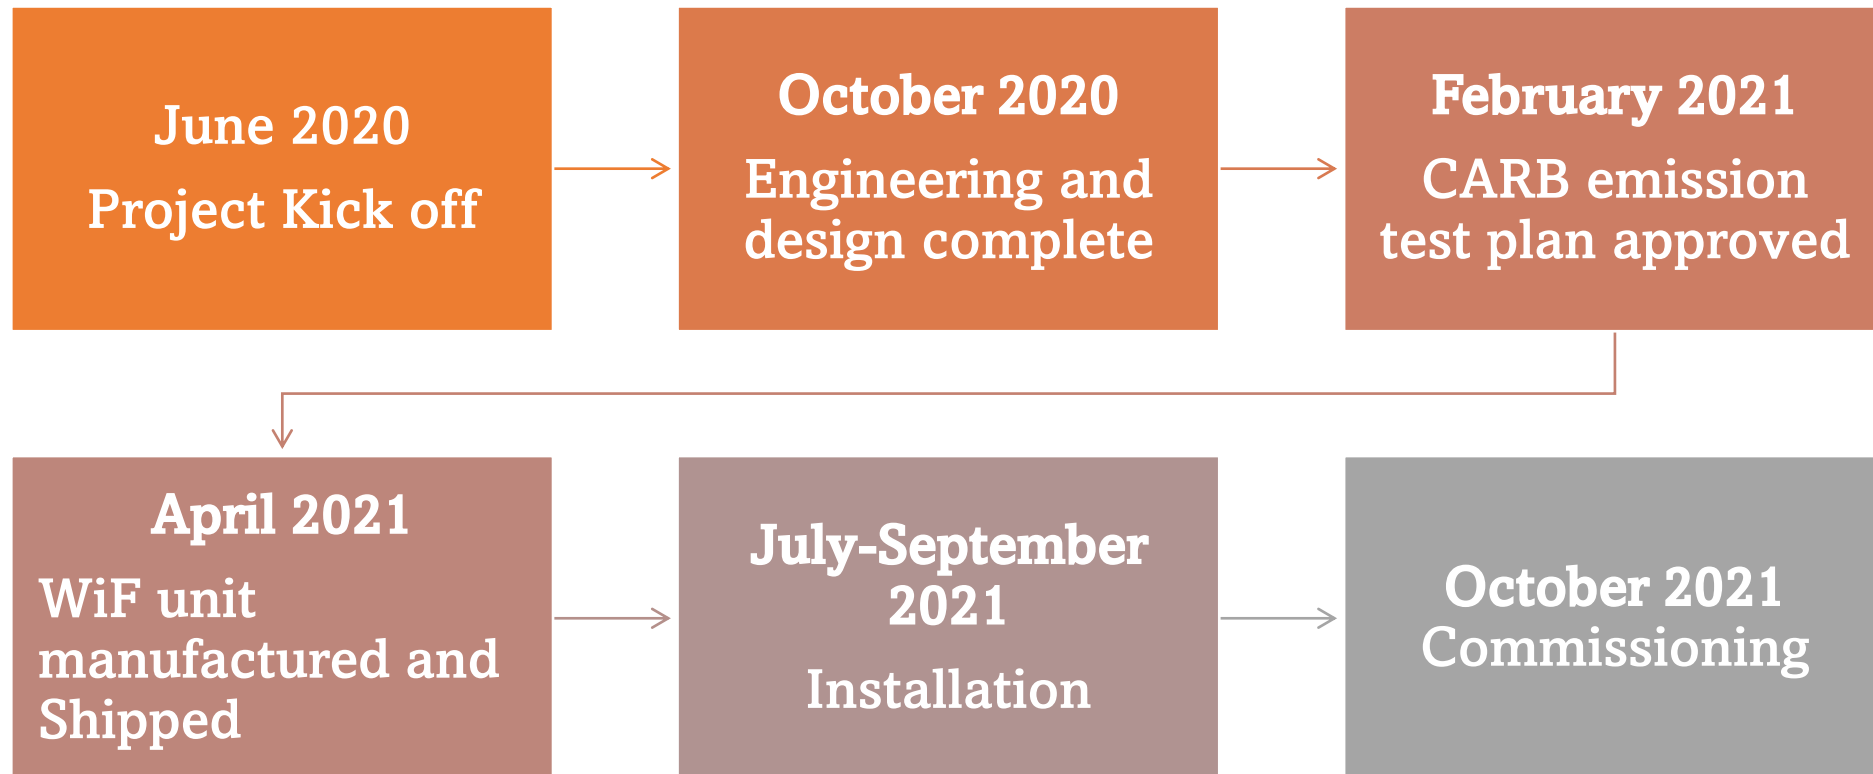 June 2020
Project Kick off
October 2020
Engineering and
design complete
February 2021
CARB emission
test plan approved
April 2021
WiF unit
manufactured and
Shipped
July-September
2021
Installation
October 2021
Commissioning